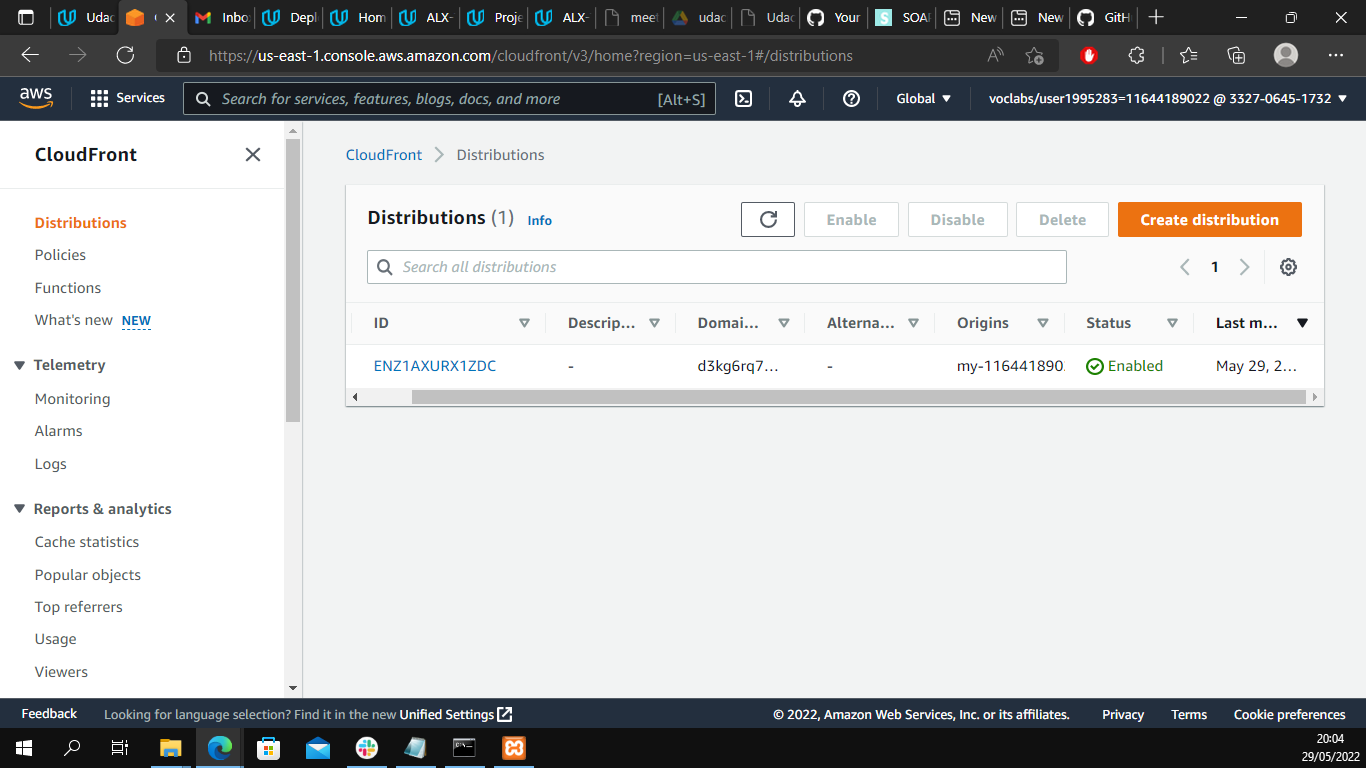 Udac
C
Inbo
Depl
Hom
ALX-
Proje
ALX-
meet
udac
Udac
Your
SOAP
New
New
GitHu
https://us-east-1.console.aws.amazon.com/cloudfront/v3/home?region=us-east-1#/distributions
aws
Services
Search for services, features, blogs, docs, and more
[Alt+S]
Global
voclabs/user1995283=11644189022 @ 3327-0645-1732
CloudFront
Distributions
Policies
Functions
What's new NEW
Telemetry
Monitoring
Alarms
Logs
Reports & analytics
Cache statistics
Popular objects
Top referrers
Usage
Viewers
CloudFront > Distributions
Distributions (1) Info
Enable
Disable
Delete
Create distribution
Search all distributions
1
ID
Descrip...
Domai...
Alterna...
Origins
Status
Last m...
ENZ1AXURX1ZDC
-
d3kg6rq7...
-
my-116441890
Enabled
May 29, 2...
Feedback
Looking for language selection? Find it in the new Unified Settings
© 2022, Amazon Web Services, Inc. or its affiliates.
Privacy
Terms
Cookie preferences
20:04
29/05/2022